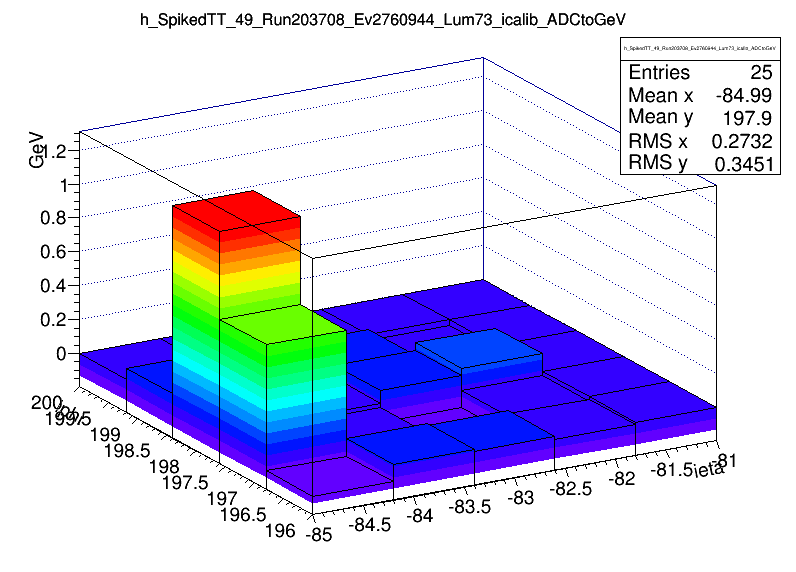 h_SpikedTT_49_Run203708_Ev2760944_Lum73_icalib_ADCtoGeV
h_SpikedTT_49_Run203708_Ev2760944_Lum73_icalib_ADCtoGeV
Entries 25
Mean x -84.99
Mean y 197.9
RMS x 0.2732
RMS y 0.3451
GeV
1.2
1
0.8
0.6
0.4
0.2
0
200
199.5
199
198.5
198
197.5
197
196.5
196
-85
-84.5
-84
-83.5
-83
-82.5
-82
-81.5
-81
ieta